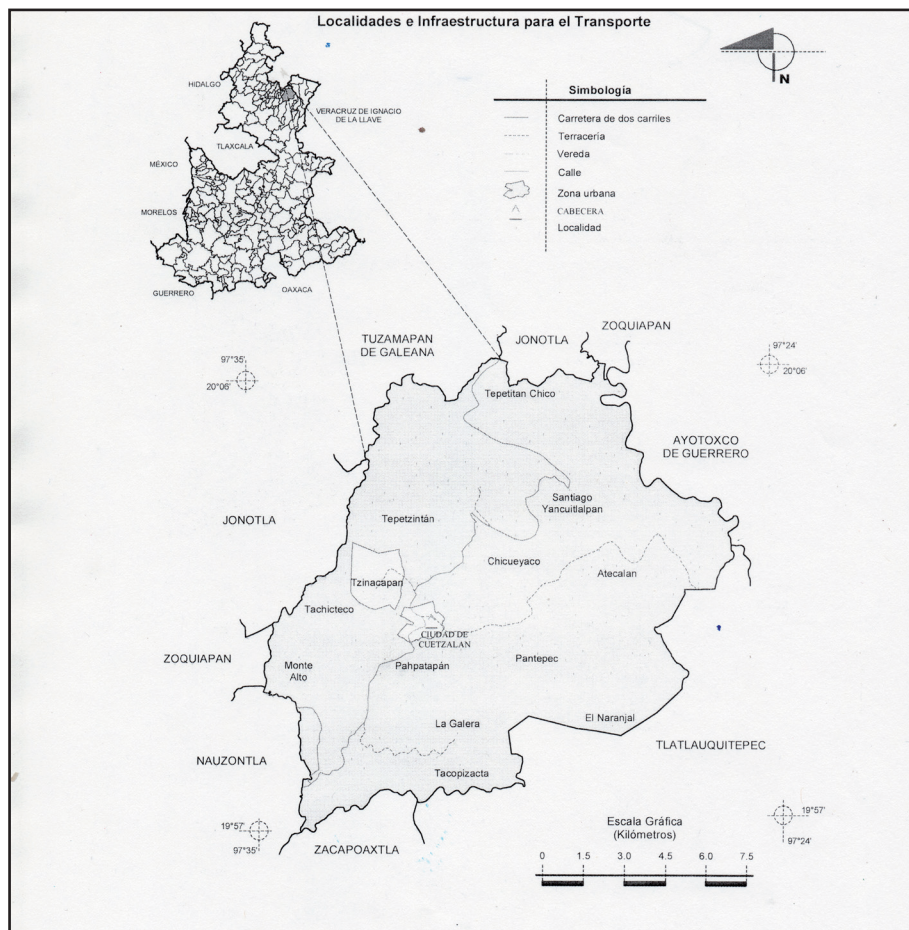 Localidades e Infraestructura para el Transporte
N
HIDALGO
VERACRUZ DE IGNACIO
DE LA LLAVE
TLAXCALA
MÉXICO
MORELOS
GUERRERO
OAXACA
Simbología
Carretera de dos carriles
Terraceria
Vereda
Calle
Zona urbana
CABECERA
Localidad
TUZAMAPAN
DE GALEANA
JONOTLA
ZOQUIAPAN
97°35'
20°06'
97°24'
20°06'
Tepetitan Chico
AYOTOXCO
DE GUERRERO
Santiago
Yancuitlalpan
JONOTLA
Tepetzintán
Chicueyaco
Atecalan
Tzinacapan
Tachicteco
CIUDAD DE
CUETZALAN
ZOQUIAPAN
Monte
Alto
Pahpatapán
Pantepec
La Galera
El Naranjal
TLATLAUQUITEPEC
NAUZONTLA
Tacopizacta
19°57'
97°35'
ZACAPOAXTLA
19°57'
97°24'
Escala Gráfica
(Kilómetros)
0 1.5 3.0 4.5 6.0 7.5